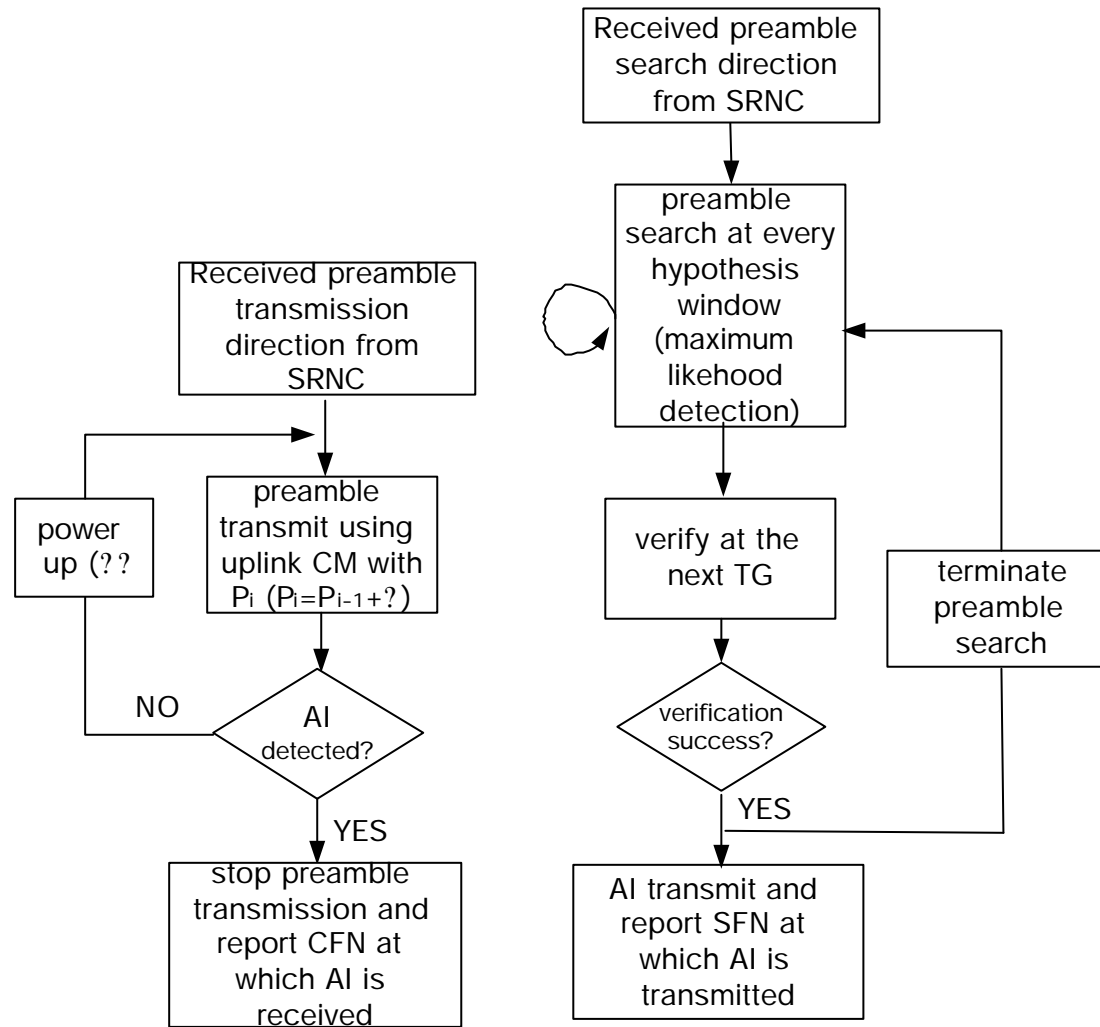 Received preamble
transmission
direction from
SRNC
preamble
transmit using
uplink CM with
Pi (Pi=Pi-1+?)
power
up (??
AI
detected?
NO
YES
stop preamble
transmission and
report CFN at
which AI is
received
Received preamble
search direction
from SRNC
preamble
search at every
hypothesis
window
(maximum
likehood
detection)
verify at the
next TG
terminate
preamble
search
verification
success?
YES
AI transmit and
report SFN at
which AI is
transmitted